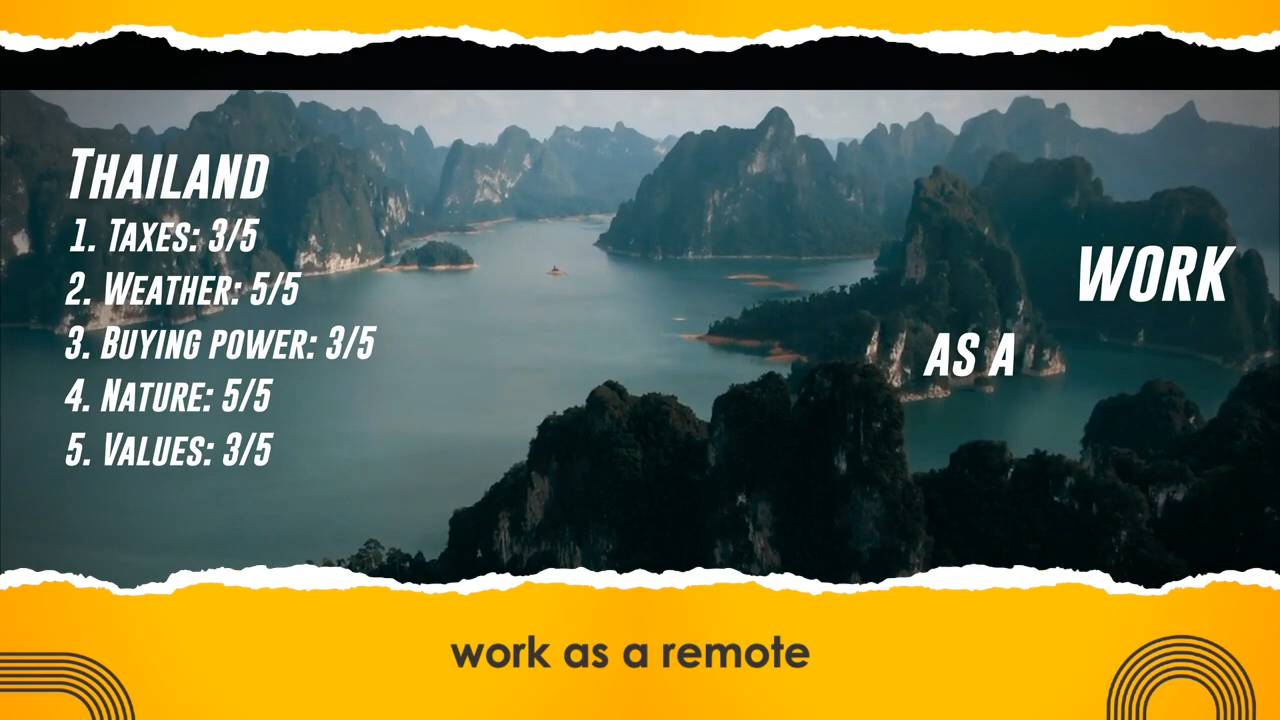 THAILAND
1. TAXES: 3/5
2. WEATHER: 5/5
3. BUYING POWER: 3/5
4. NATURE: 5/5
5. VALUES: 3/5
WORK
AS A
work as a remote